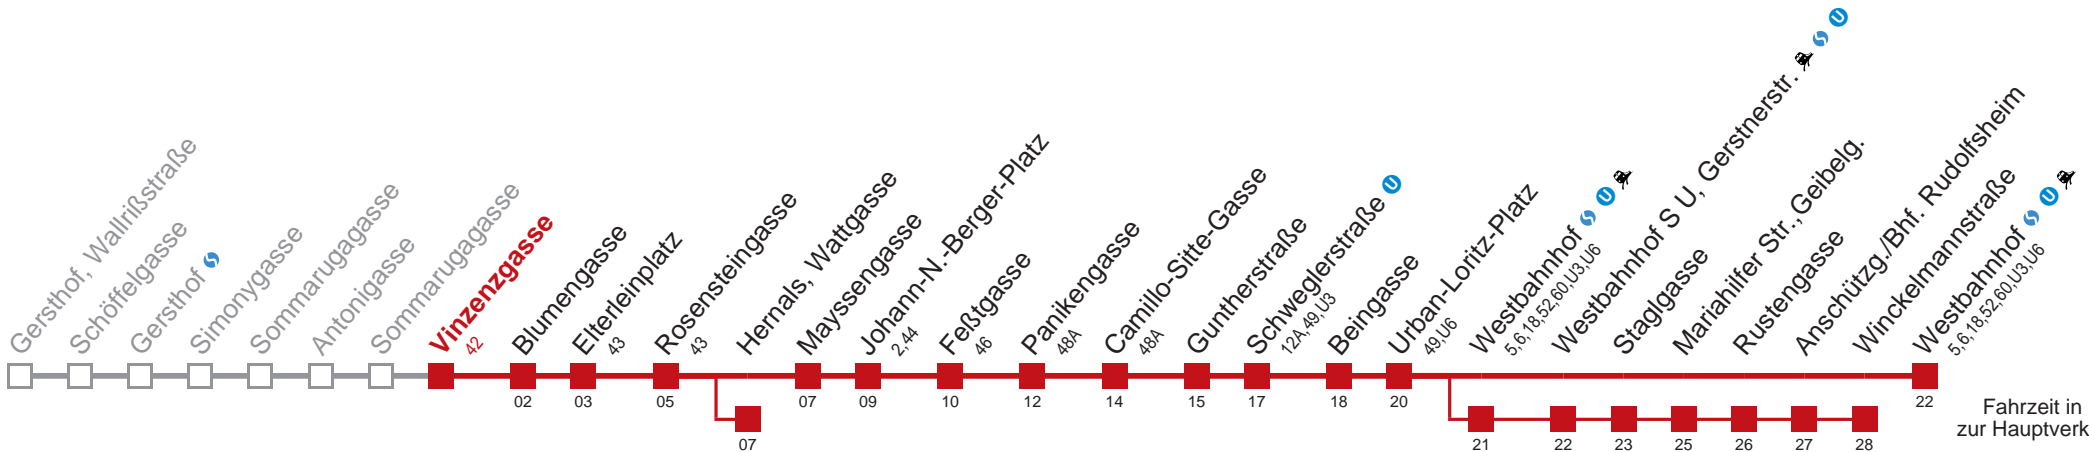 Gersthof, Wallrißstraße
Schöffelgasse
Gersthof S
Simonygasse
Sommarugagasse
Antonigasse
Sommarugagasse
Vinzenzgasse
42
Blumengasse
02
Elterleinplatz
43
03
Rosensteingasse
43
05
Hernals, Wattgasse
07
Mayssengasse
07
Johann-N.-Berger-Platz
2,44
09
Feßtgasse
46
10
Panikengasse
48A
12
Camillo-Sitte-Gasse
48A
14
Guntherstraße
15
Schweglerstraße U
12A,49,U3
17
Beingasse
18
Urban-Loritz-Platz
49,U6
20
Westbahnhof S U
5,6,18,52,60,U3,U6
21
Westbahnhof S U, Gerstnerstr. S U
22
Staglgasse
23
Mariahilfer Str., Geibelg.
25
Rustengasse
26
Anschützg./Bhf. Rudolfsheim
27
Winckelmannstraße
28
Westbahnhof S U
5,6,18,52,60,U3,U6
22
Fahrzeit in
zur Hauptverk